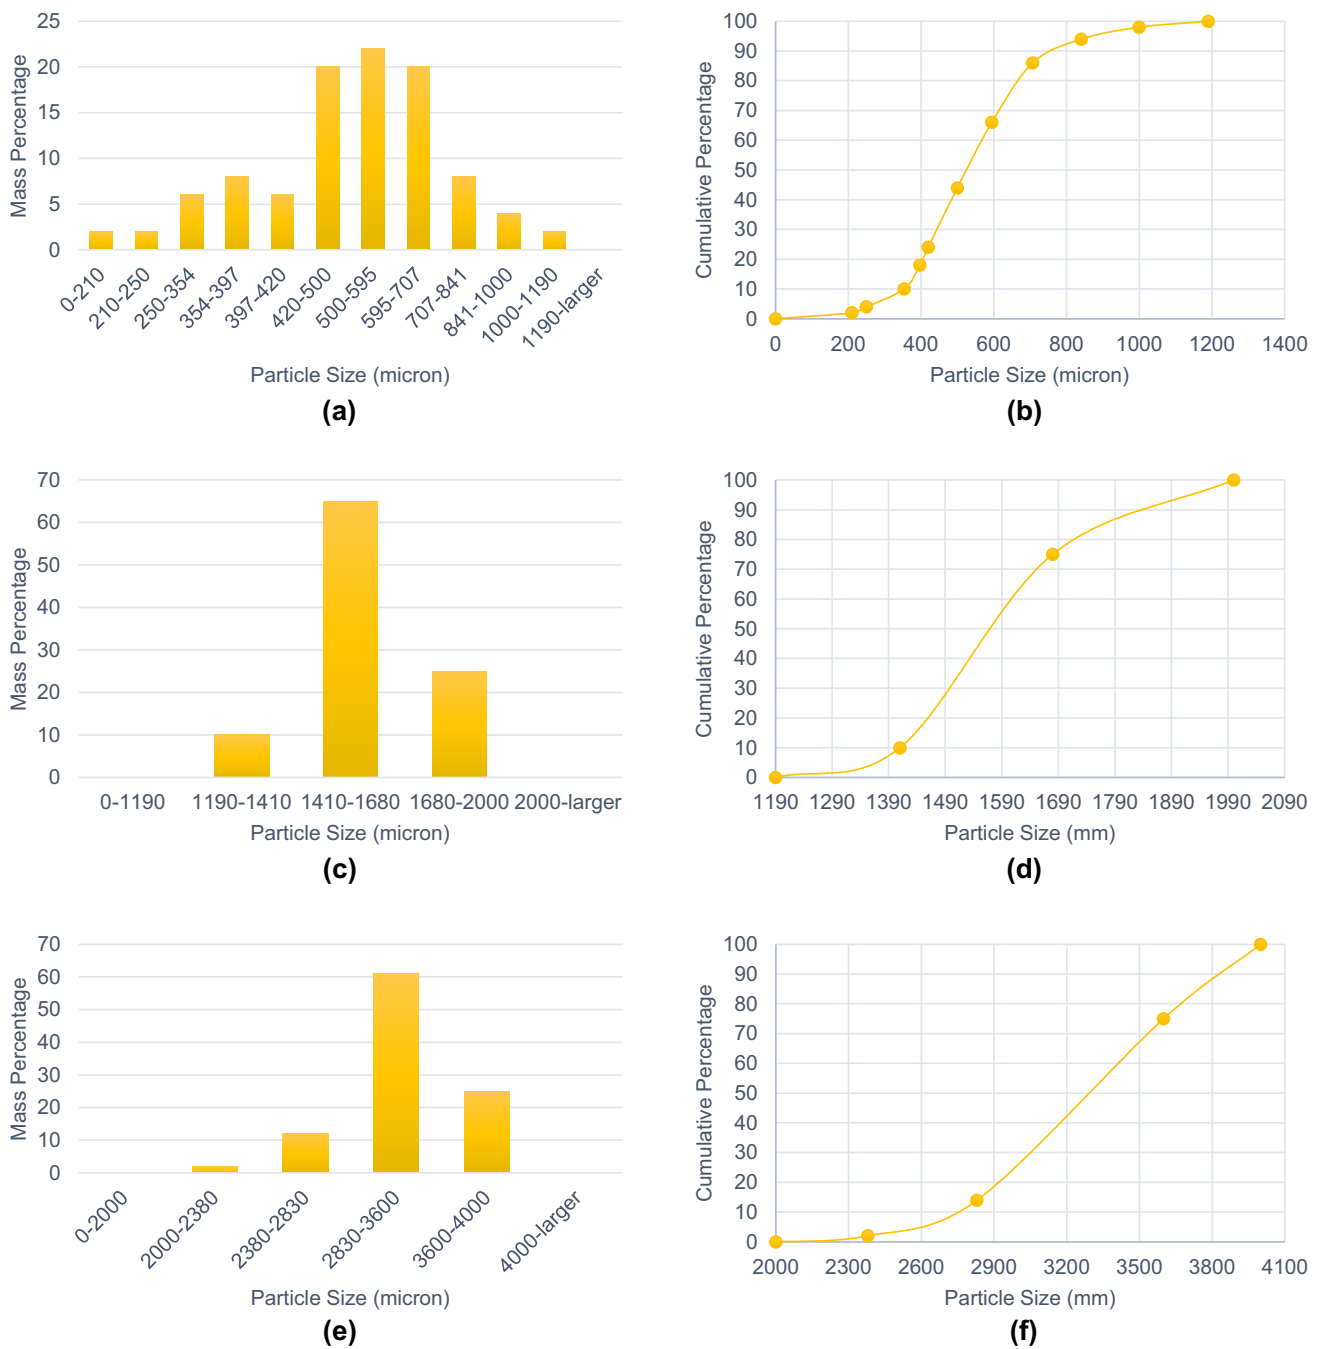 25
20
15
10
5
0
Mass Percentage
0-210
210-250
250-354
354-397
397-420
420-500
500-595
595-707
707-841
841-1000
1000-1190
1190-larger
Particle Size (micron)
(a)
100
90
80
70
60
50
40
30
20
10
0
Cumulative Percentage
0 200 400 600 800 1000 1200 1400
Particle Size (micron)
(b)
70
60
50
40
30
20
10
0
Mass Percentage
0-1190 1190-1410 1410-1680 1680-2000 2000-larger
Particle Size (micron)
(c)
100
90
80
70
60
50
40
30
20
10
0
Cumulative Percentage
1190 1290 1390 1490 1590 1690 1790 1890 1990 2090
Particle Size (mm)
(d)
70
60
50
40
30
20
10
0
Mass Percentage
0-2000
2000-2380
2380-2830
2830-3600
3600-4000
4000-larger
Particle Size (micron)
(e)
100
90
80
70
60
50
40
30
20
10
0
Cumulative Percentage
2000 2300 2600 2900 3200 3500 3800 4100
Particle Size (mm)
(f)